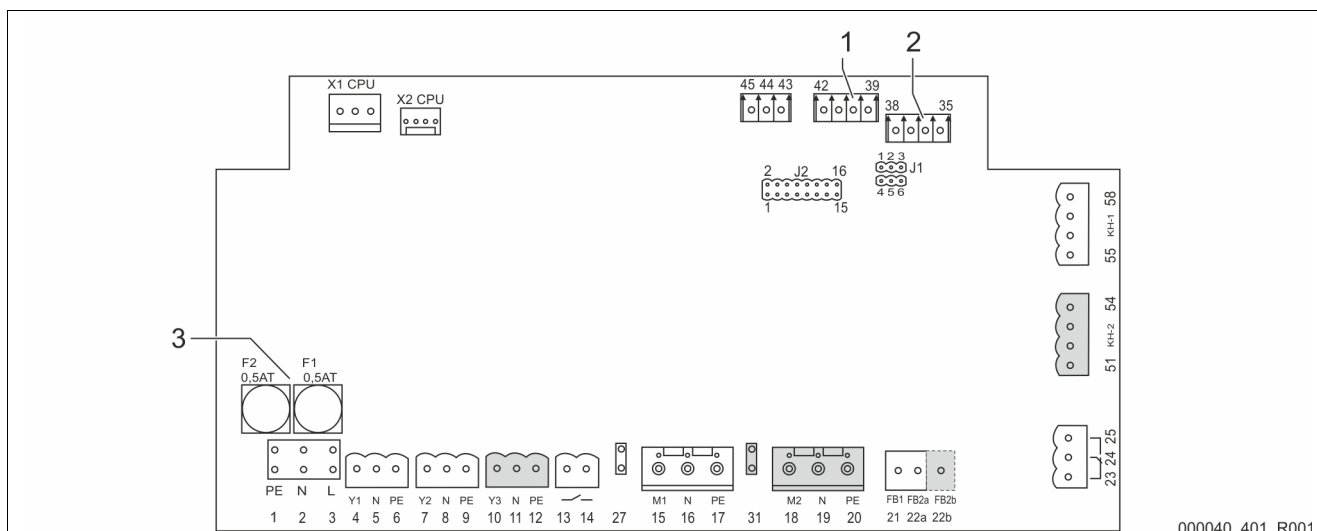 1 2
X1 CPU
X2 CPU
45 44 43 42 39
38 35
1 2 3
J1
4 5 6
2 J2 16
1 15
58
KH-1
55
54
KH-2
51
3
F2 F1
0,5AT 0,5AT
25
24
23
PE N L
Y1 N PE Y2 N PE Y3 N PE M1 N PE M2 N PE FB1 FB2a FB2b
1 2 3 4 5 6 7 8 9 10 11 12 13 14 27 15 16 17 31 18 19 20 21 22a 22b
000040_401_R001